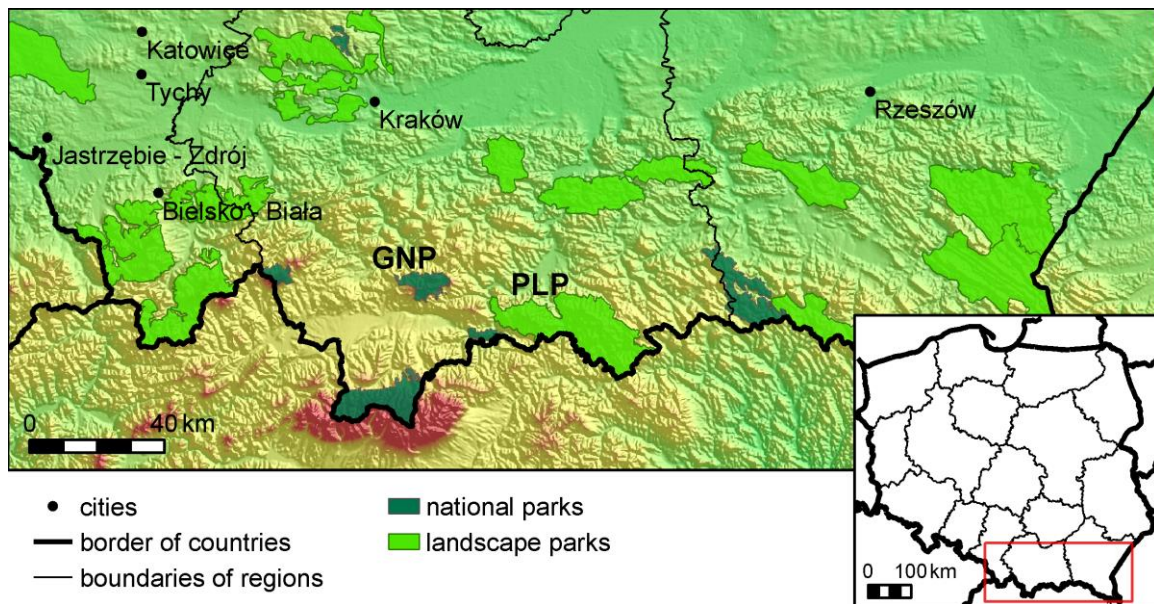 Katowice
Tychy
Kraków
Rzeszów
Jastrzębie - Zdrój
Bielsko - Biała
GNP
PLP
0 40 km
cities
border of countries
boundaries of regions
national parks
landscape parks
0 100 km